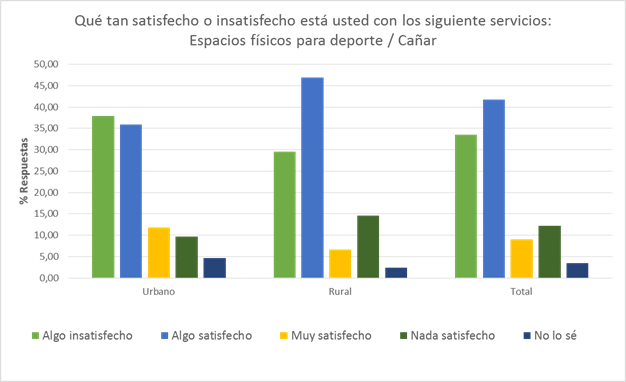 Qué tan satisfecho o insatisfecho está usted con los siguiente servicios:
Espacios físicos para deporte / Cañar
50,00
45,00
40,00
35,00
30,00
25,00
20,00
15,00
10,00
5,00
0,00
% Respuestas
Urbano Rural Total
Algo insatisfecho Algo satisfecho Muy satisfecho Nada satisfecho No lo sé